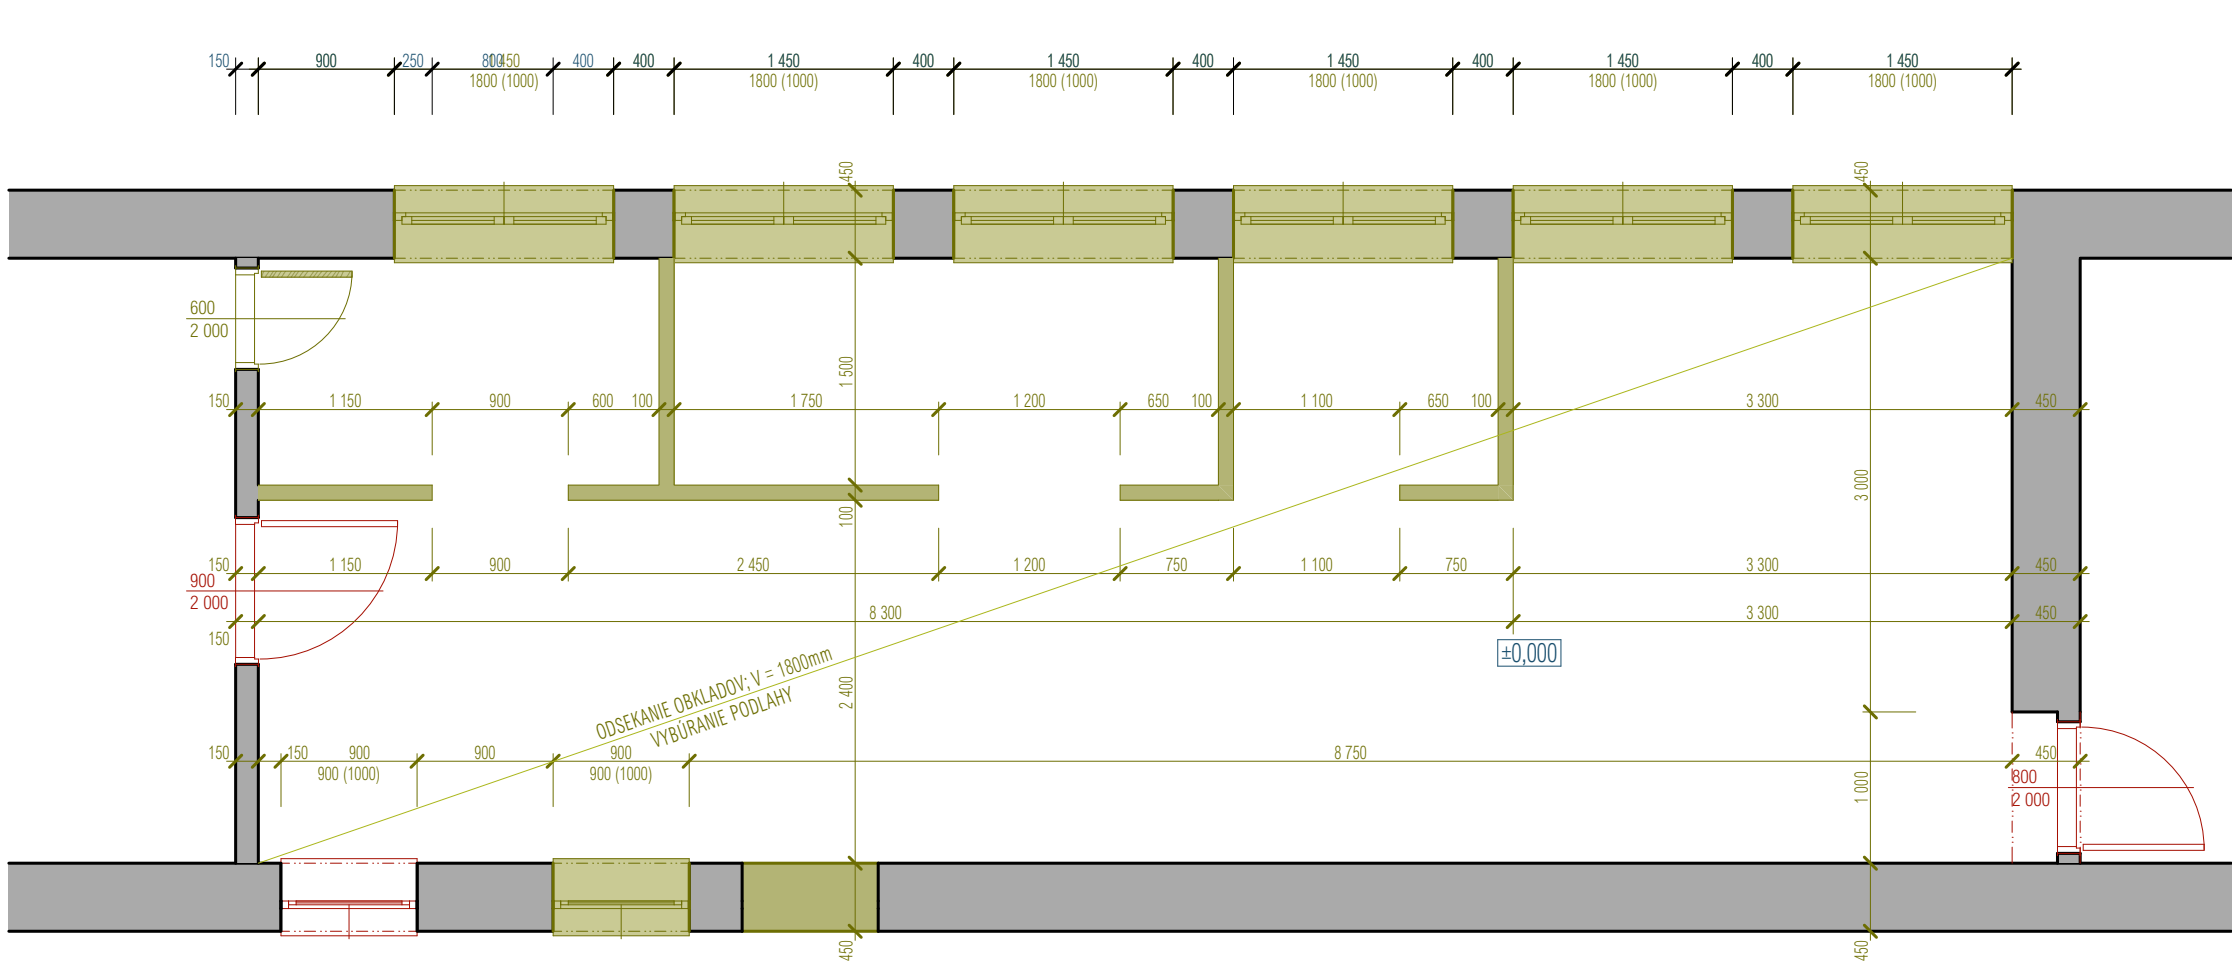 150 900 250 800 1 450 400 400 1 450 400 1 450 400 1 450 400 1 450 400 1 450
1800 (1000) 1800 (1000) 1800 (1000) 1800 (1000) 1800 (1000) 1800 (1000)
450 450
600
2 000
1 500
150 1 150 900 600 100 1 750 1 200 650 100 1 100 650 100 3 300 450
3 000
100
150 1 150 900 2 450 1 200 750 1 100 750 3 300 450
900
2 000
8 300 3 300 450
150
±0,000
ODSEKANIE OBKLADOV; V = 1800mm
VYBÚRANIE PODLAHY
2 400
150 150 900 900 900 8 750 450
900 (1000) 900 (1000)
800
2 000
1 000
450 450